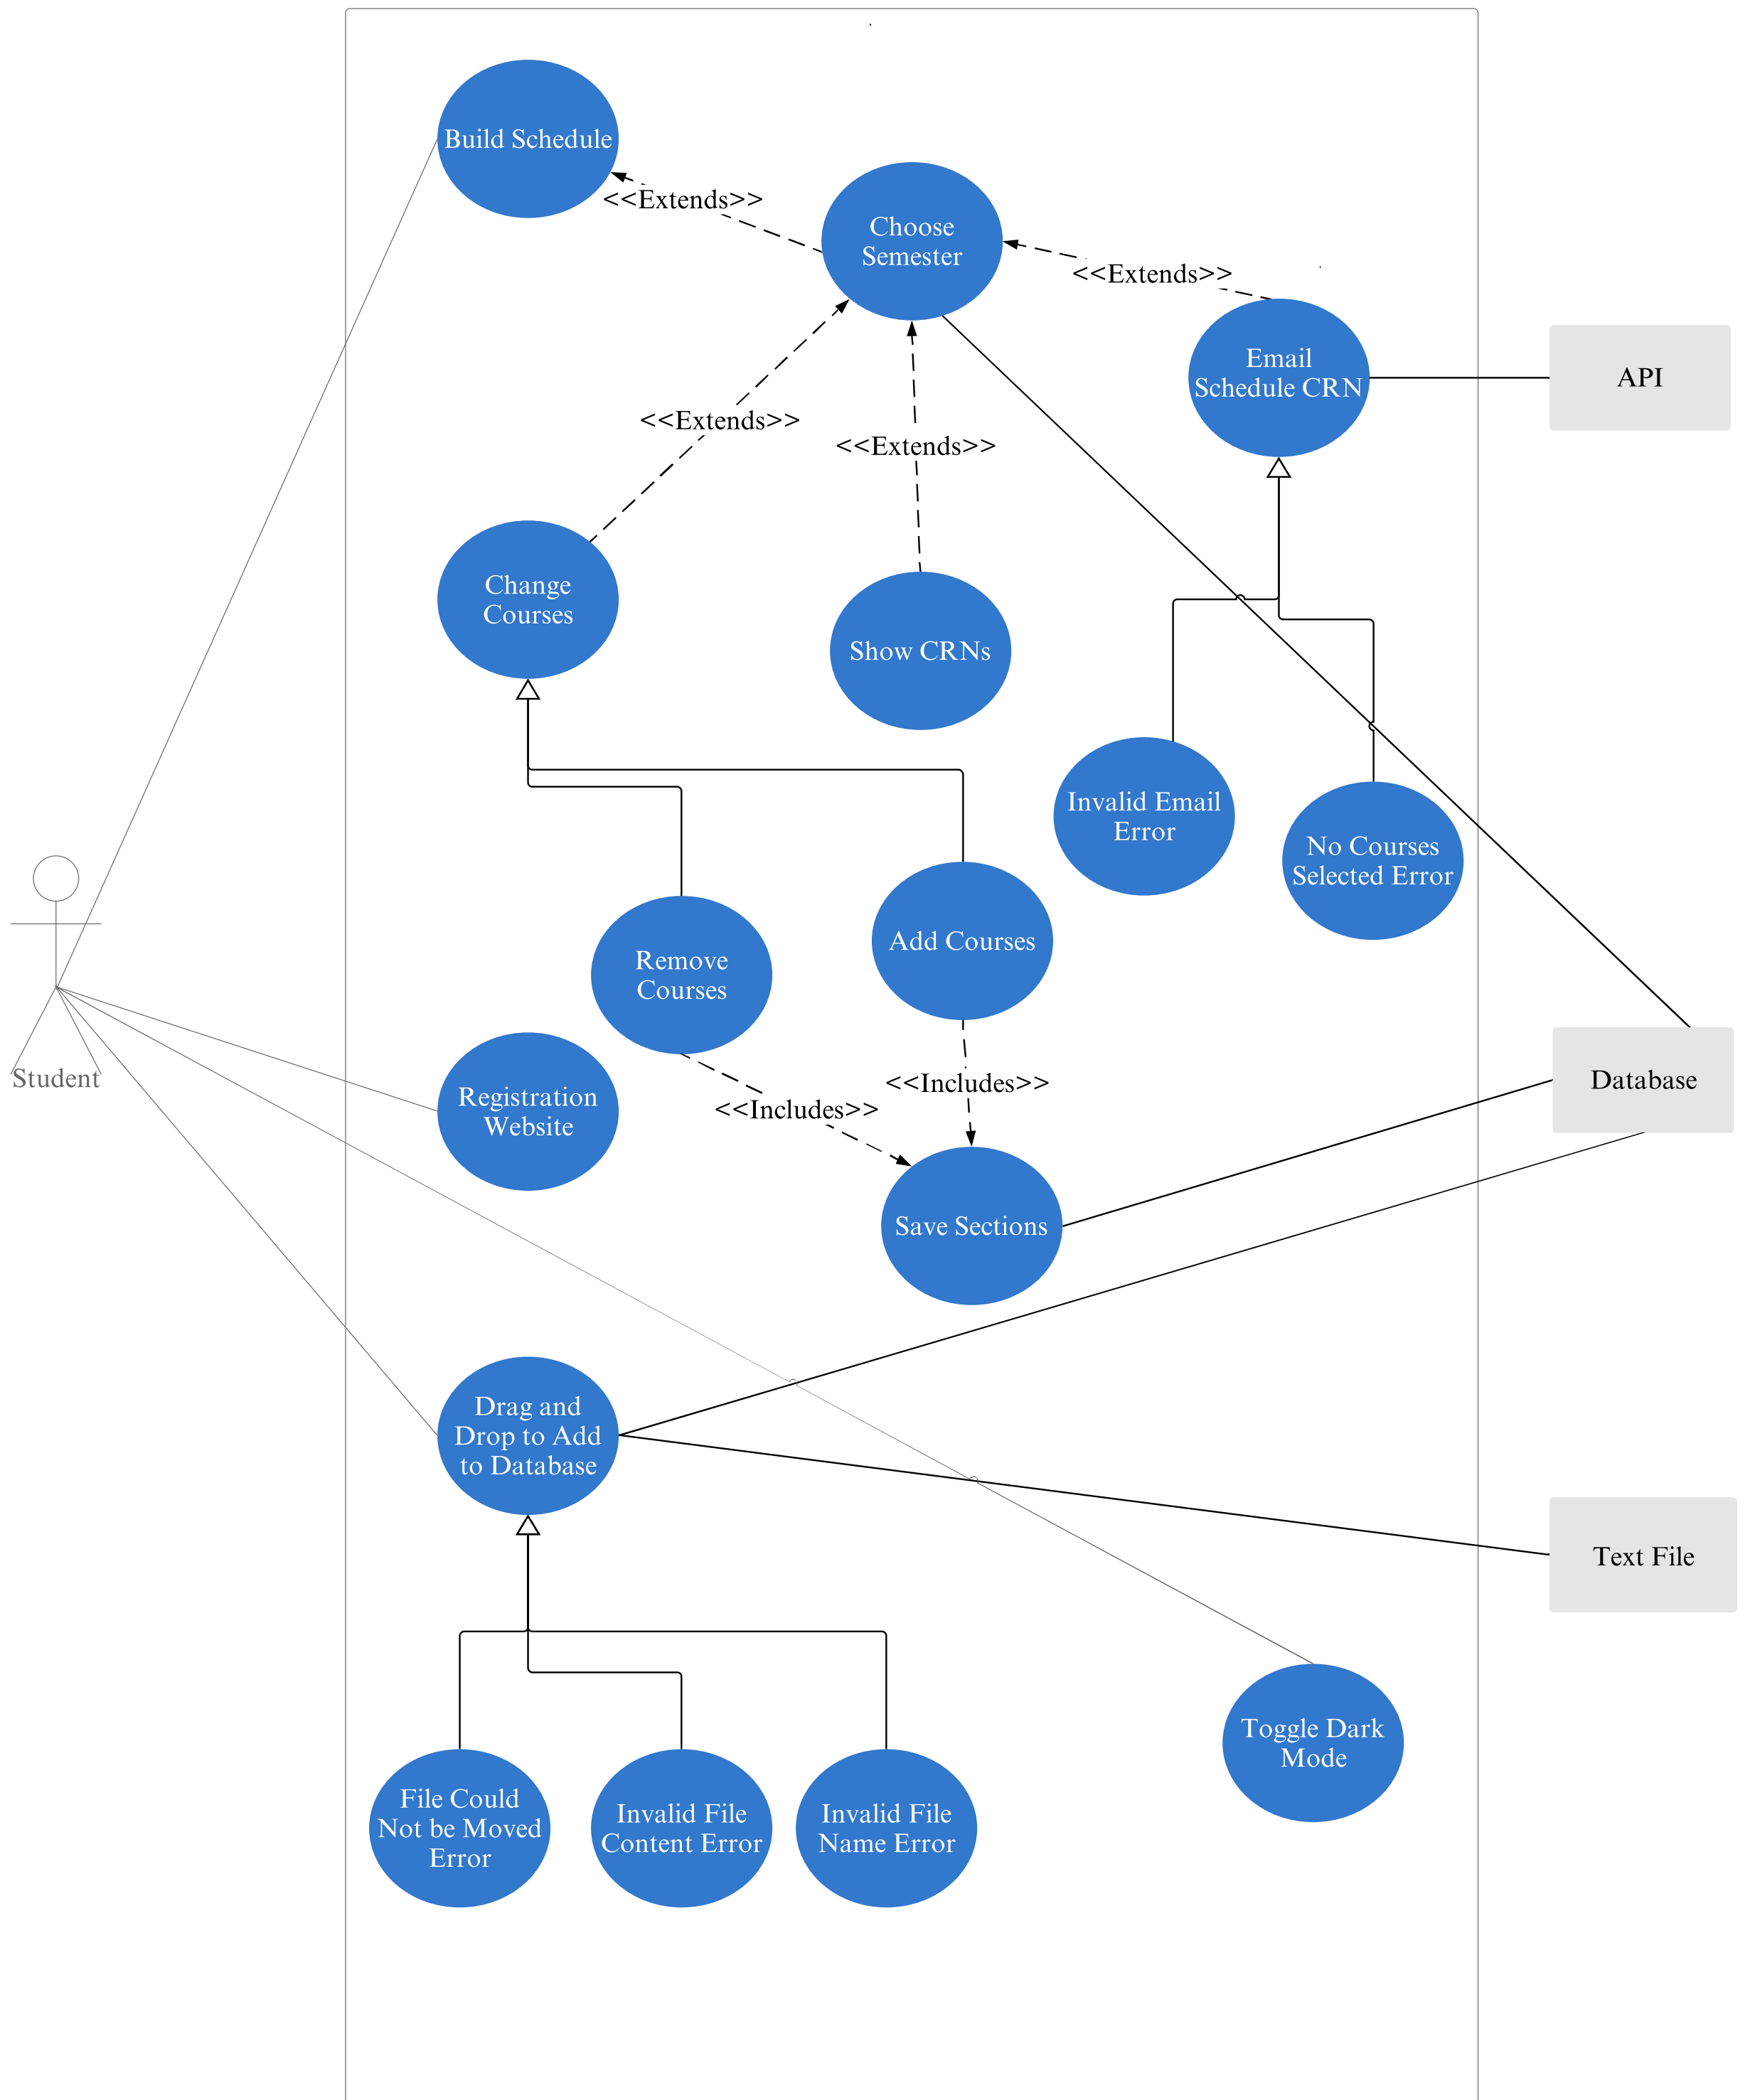 Build Schedule
<<Extends>>
Choose
Semester
<<Extends>>
Email
Schedule CRN
API
<<Extends>>
<<Extends>>
Change
Courses
Show CRNs
Invalid Email
Error
No Courses
Selected Error
Add Courses
Remove
Courses
Student
Registration
Website
<<Includes>>
<<Includes>>
Database
Save Sections
Drag and
Drop to Add
to Database
Text File
Toggle Dark
Mode
File Could
Not be Moved
Error
Invalid File
Content Error
Invalid File
Name Error